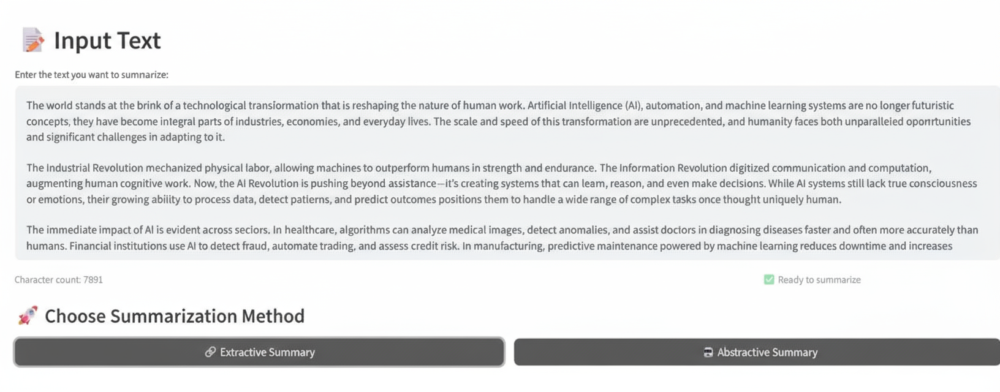 Input Text
Enter the text you want to sumnarize:
The world stands at the brink of a technological transformation that is reshaping the nature of human work. Artificial Intelligence (AI), automation, and machine learning systems are no longer futuristic
concepts, they have become integral parts of industries, economies, and everyday lives. The scale and speed of this transformation are unprecedented, and humanity faces both unparalleied oporrtunities
and significant challenges in adapting to it.
The Industrial Revolution mechanized physical labor, allowing machines to outperform humans in strength and endurance. The Information Revolution digitized communication and computation,
augmenting human cognitive work. Now, the AI Revolution is pushing beyond assistance—it's creating systems that can leam, reason, and even make decisions. While AI systems still lack true consciousness
or emotions, their growing abiiity to process data, detect patierns, and predict outcomes positions them to handle a wide range of complex tasks once thought uniquely human.
The immediate impact of AI is evident across seciors. In healthcare, algorithms can analyze medical images, detect anomalies, and assist doctors in diagnosing diseases faster and often more accurately than
humans. Financial institutions use AI to detect fraud, automate trading, and assess credit risk. In manufacturing, predictive maintenance powered by machine learning reduces downtime and increases
Character count: 7891
Ready to summarize
Choose Summarization Method
Extractive Summary
Abstractive Summary